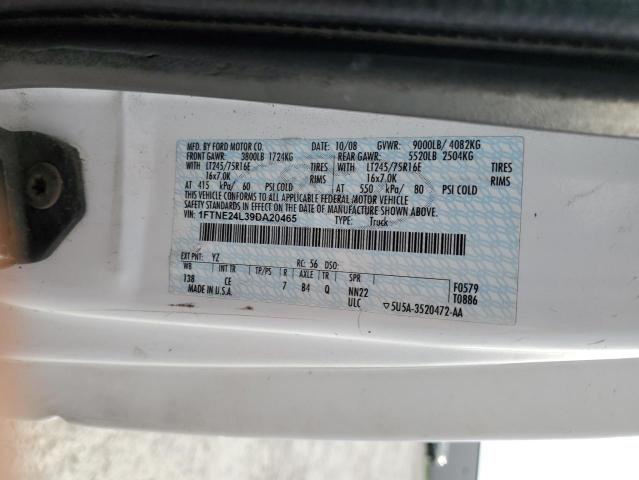 MFD. BY FORD MOTOR CO. DATE: 10/08 GVWR: 9000LB/ 4082KG
FRONT GAWR: 3800LB 1724KG REAR GAWR: 5520LB 2504KG
LT245/75R16E TIRES LT245/75R16E TIRES
16x7.0K RIMS 16x7.0K RIMS
AT 415 kPa/ 60 PSI COLD AT 550 kPa/ 80 PSI COLD
THIS VEHICLE CONFORMS TO ALL APPLICABLE FEDERAL MOTOR VEHICLE
SAFETY STANDARDS IN EFFECT ON THE DATE OF MANUFACTURE SHOWN ABOVE.
VIN: 1FTNE24L39DA20465 TYPE: Truck
EXT PNT: YZ RC: 56 DSO:
WB INT TR TP/PS R AXLE TR SPR F0579
138 CE 7 B4 Q NN22 T0886
MADE IN U.S.A. ULC ▽5U5A-3520472-AA